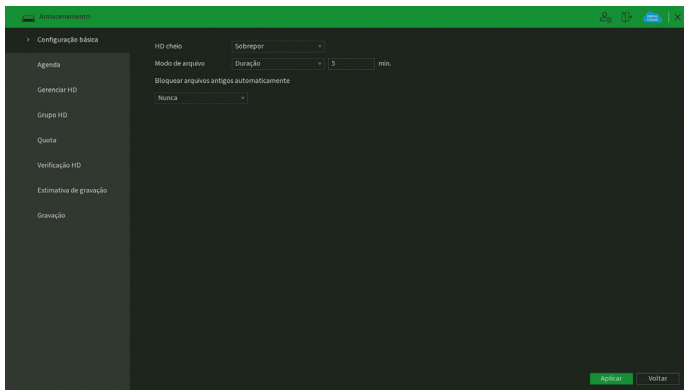 Armazenamento
Configuração básica
Agenda
Gerenciar HD
Grupo HD
Quota
Verificação HD
Estimativa de gravação
Gravação
HD cheio Sobrepor
Modo de arquivo Duração 5 min.
Bloquear arquivos antigos automaticamente
Nunca
Aplicar Voltar